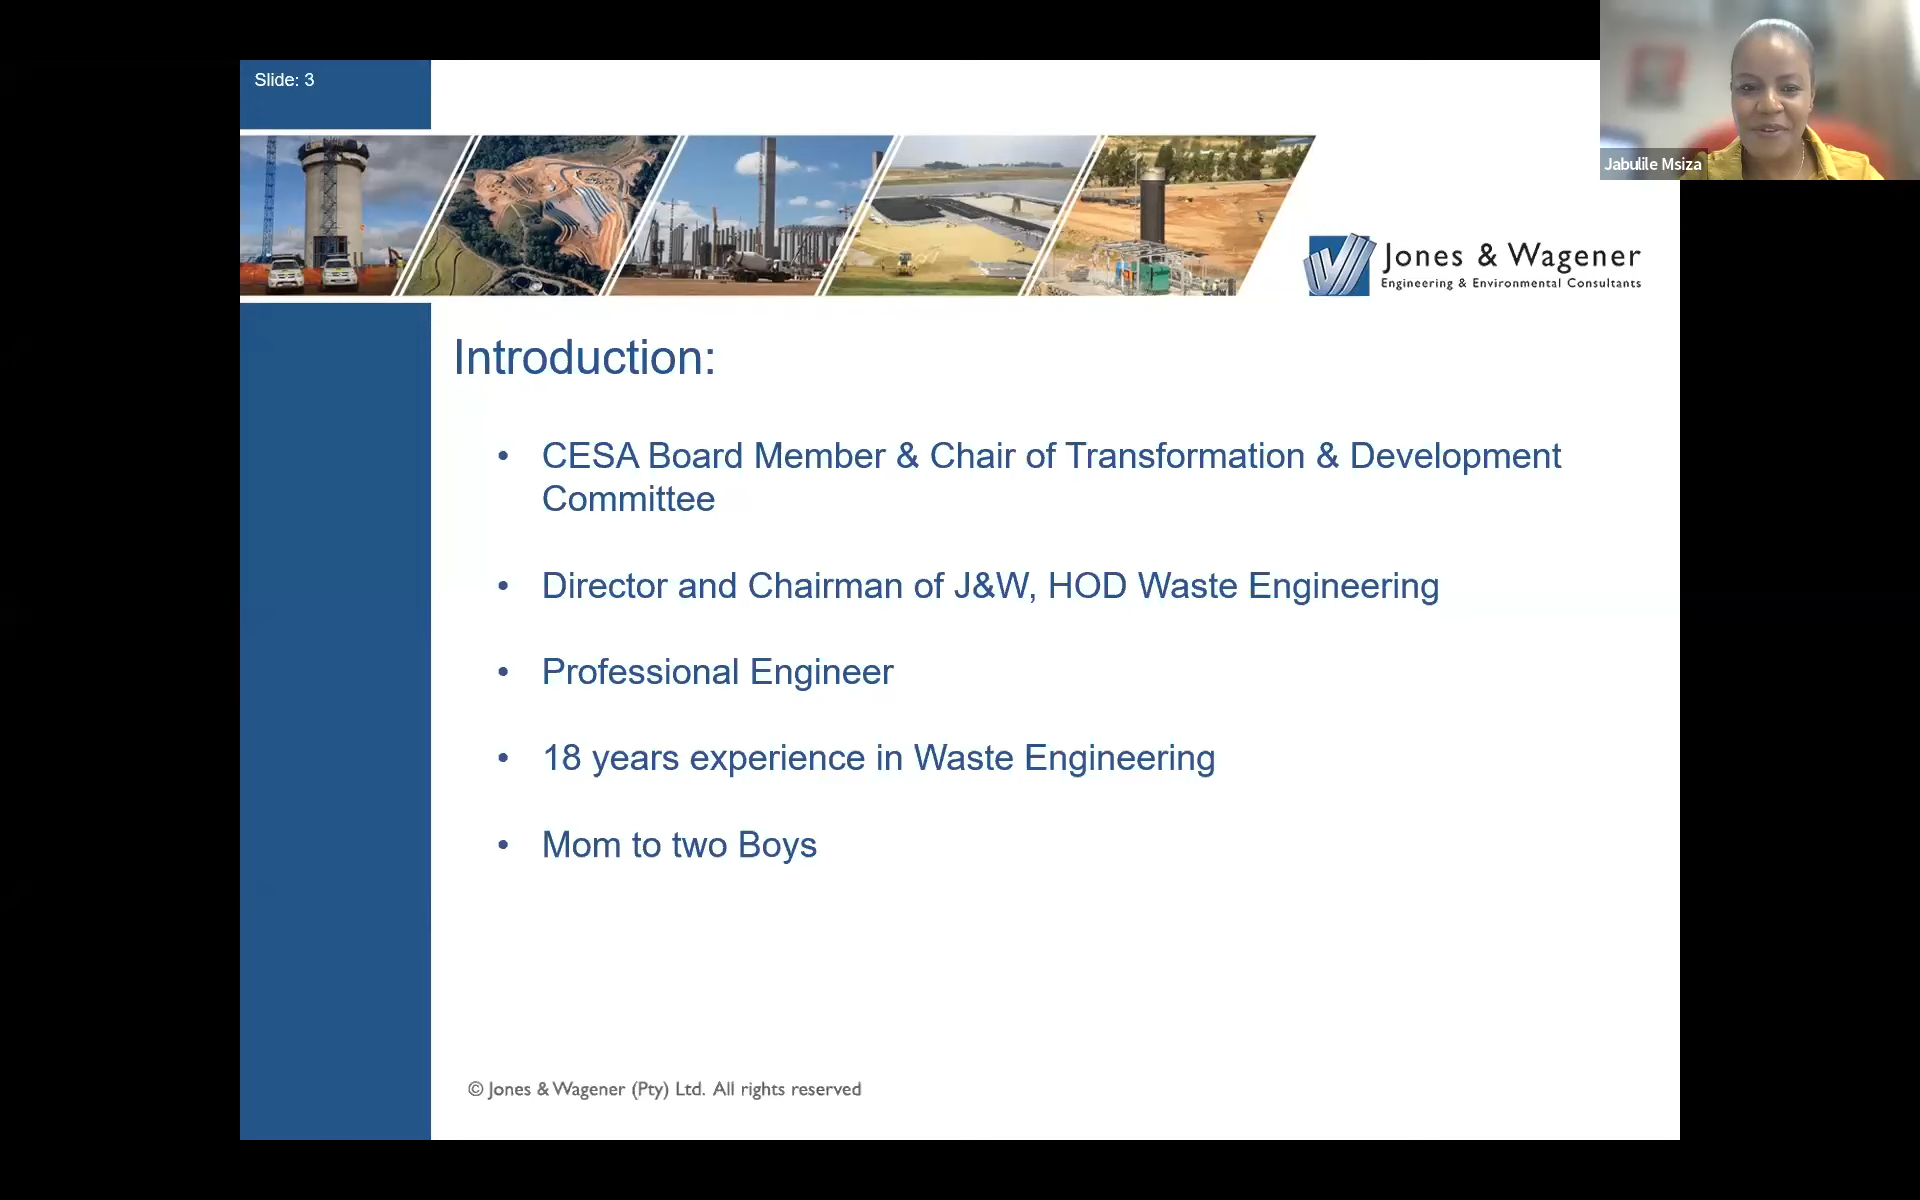 Slide: 3
Jabulile Msiza
Jones & Wagener
Engineering & Environmental Consultants
Introduction:
• CESA Board Member & Chair of Transformation & Development
Committee
• Director and Chairman of J&W, HOD Waste Engineering
• Professional Engineer
• 18 years experience in Waste Engineering
• Mom to two Boys
© Jones & Wagener (Pty) Ltd. All rights reserved